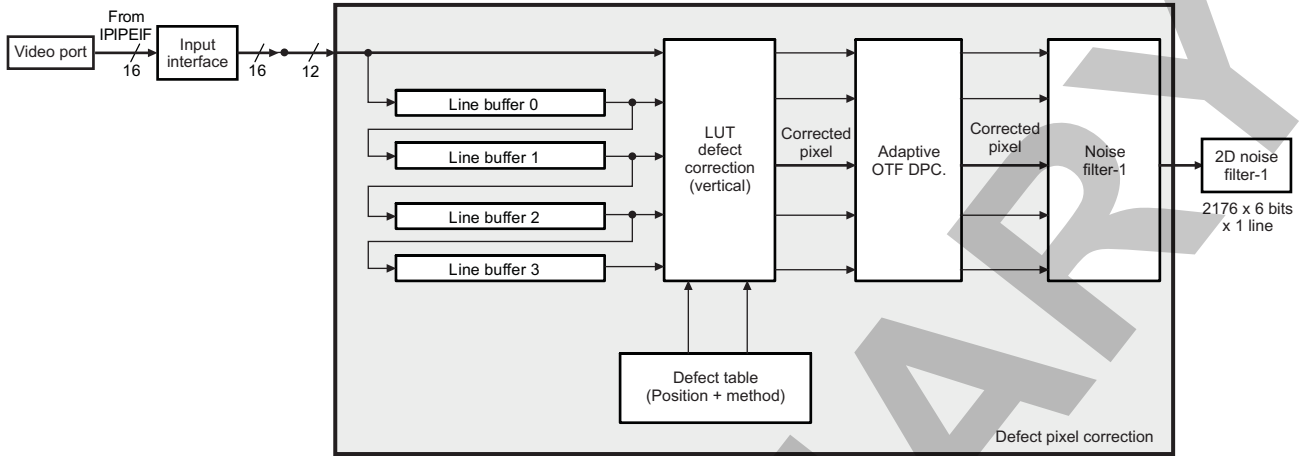 From
IPIPEIF
Video port
16
Input
interface
16
12
Line buffer 0
Line buffer 1
Line buffer 2
Line buffer 3
LUT
defect
correction
(vertical)
Corrected
pixel
Adaptive
OTF DPC.
Corrected
pixel
Noise
filter-1
2D noise
filter-1
2176 x 6 bits
x 1 line
Defect table
(Position + method)
Defect pixel correction
ARY